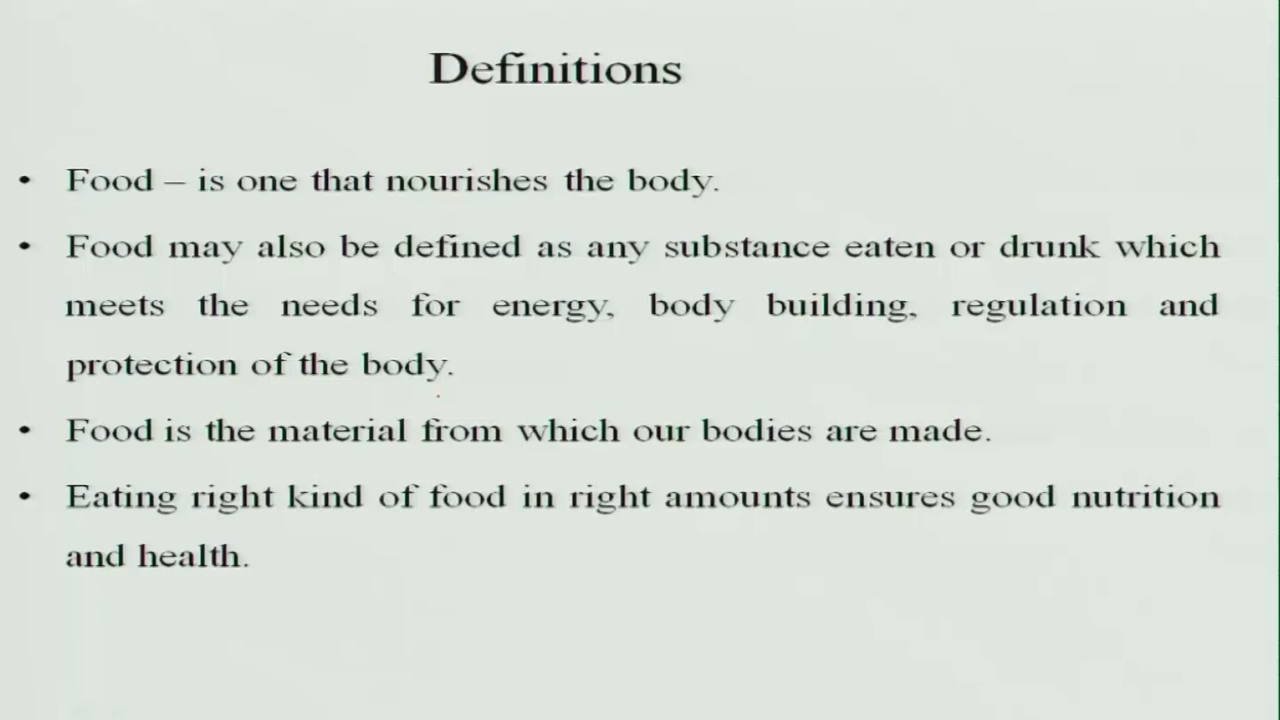 Definitions
• Food – is one that nourishes the body.
• Food may also be defined as any substance eaten or drunk which
meets the needs for energy, body building, regulation and
protection of the body.
• Food is the material from which our bodies are made.
• Eating right kind of food in right amounts ensures good nutrition
and health.